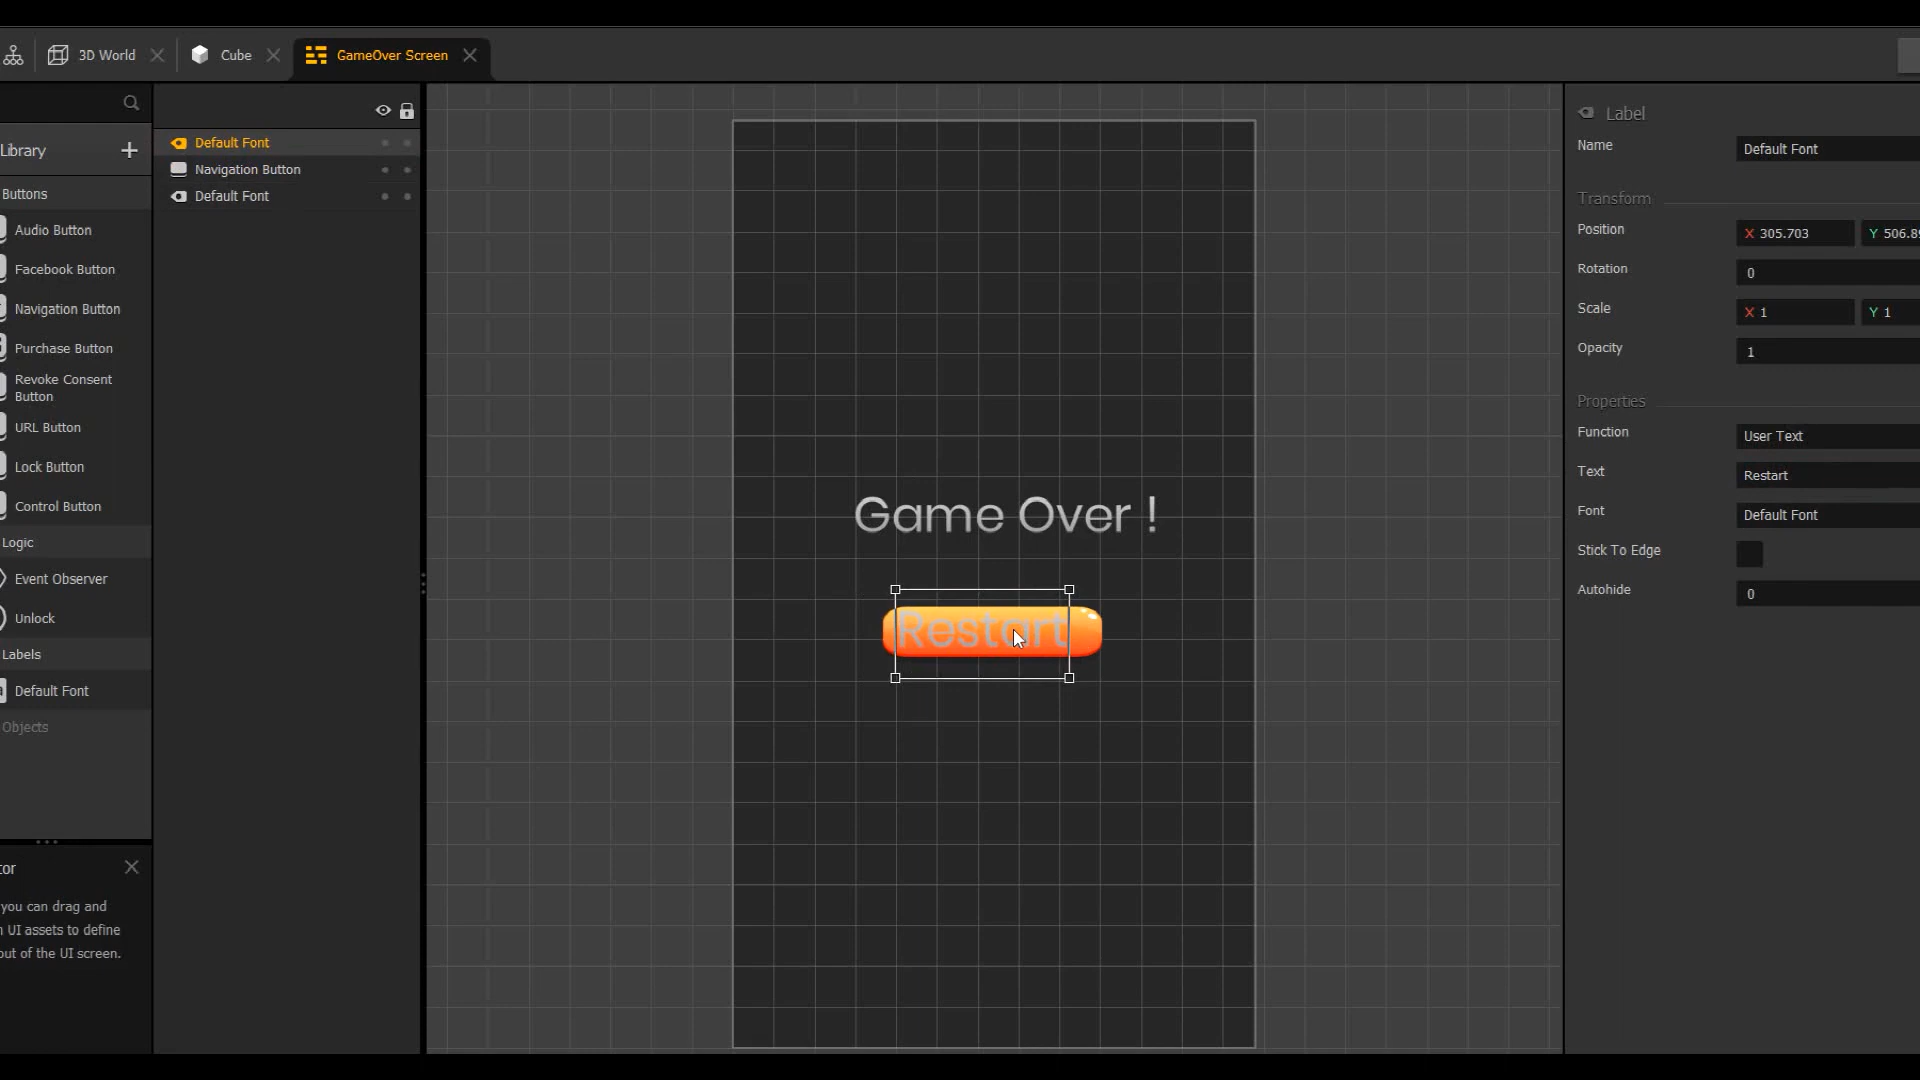 3D World
Cube
GameOver Screen
Library
Buttons
Audio Button
Facebook Button
Navigation Button
Purchase Button
Revoke Consent
Button
URL Button
Lock Button
Control Button
Logic
Event Observer
Unlock
Labels
Default Font
Objects
tor
you can drag and
UI assets to define
out of the UI screen.
Default Font
Navigation Button
Default Font
Game Over !
Restart
Label
Name
Default Font
Transform
Position
X 305.703
Y 506.89
Rotation
0
Scale
X 1
Y 1
Opacity
1
Properties
Function
User Text
Text
Restart
Font
Default Font
Stick To Edge
Autohide
0